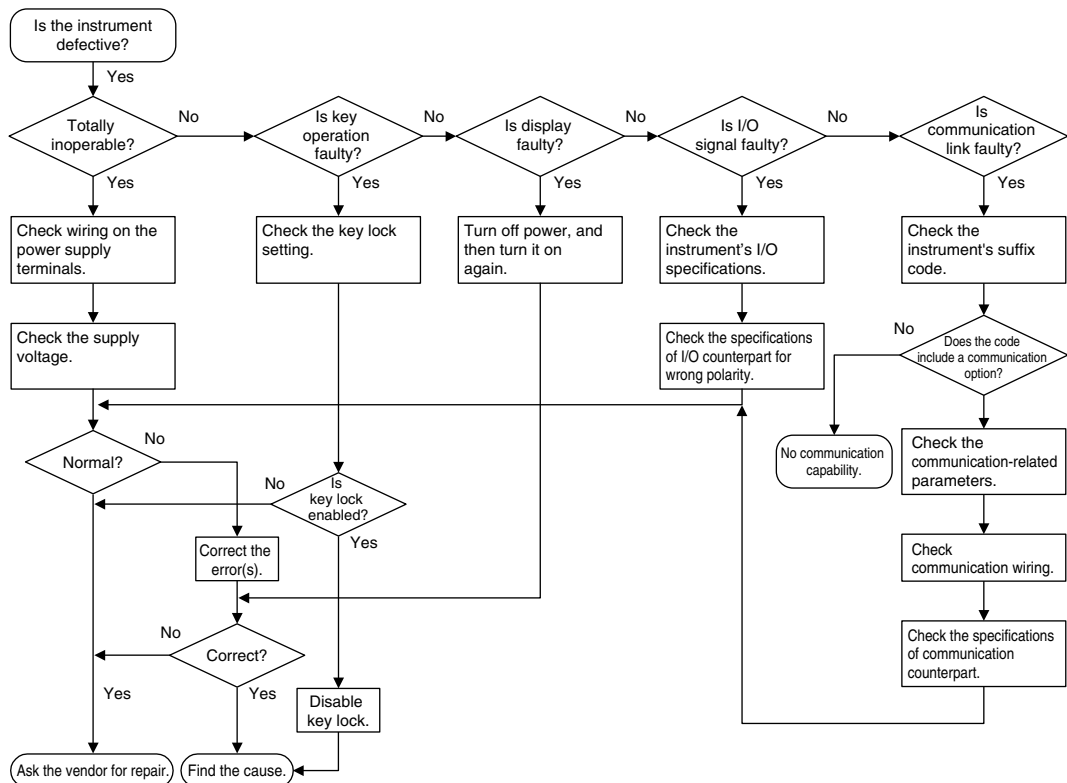 Is the instrument
defective?
Yes
Totally
inoperable?
No
Is key
operation
faulty?
No
Is display
faulty?
No
Is I/O
signal faulty?
No
Is
communication
link faulty?
Yes
Yes
Yes
Yes
Yes
Check wiring on the
power supply
terminals.
Check the key lock
setting.
Turn off power, and
then turn it on
again.
Check the
instrument's I/O
specifications.
Check the
instrument's suffix
code.
Check the supply
voltage.
Check the specifications
of I/O counterpart for
wrong polarity.
No
Does the code
include a communication
option?
Yes
No communication
capability.
Check the
communication-related
parameters.
Normal?
No
No
Is
key lock
enabled?
Yes
Correct the
error(s).
Check
communication wiring.
No
Correct?
Yes
Yes
Check the specifications
of communication
counterpart.
Disable
key lock.
Ask the vendor for repair.
Find the cause.